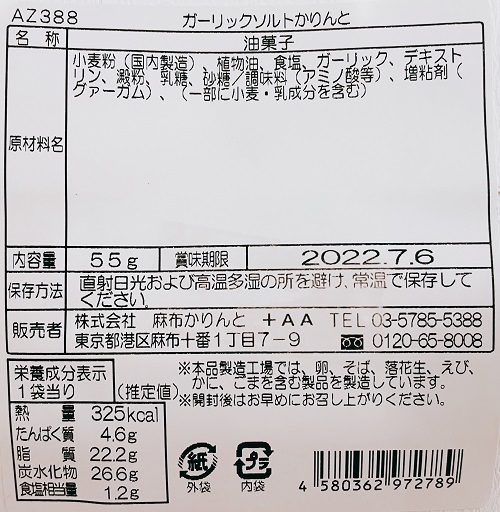 AZ388 ガーリックソルトかりんと
名称 油菓子
原材料名 小麦粉（国内製造）、植物油、食塩、ガーリック、デキスト
リン、澱粉、乳糖、砂糖／調味料（アミノ酸等）、増粘剤（
グァーガム）、（一部に小麦・乳成分を含む）
内容量 55g 賞味期限 2022.7.6
保存方法 直射日光および高温多湿の所を避け、常温で保存して
ください。
販売者 株式会社 麻布かりんと +AA TEL 03-5785-5388
東京都港区麻布十番1丁目7-9 0120-65-8008
栄養成分表示
1袋当り (推定値)
熱量 325kcal
たんぱく質 4.6g
脂質 22.2g
炭水化物 26.6g
食塩相当量 1.2g
※本品製造工場では、卵、そば、落花生、えび、
かに、ごまを含む製品を製造しています。
※開封後はお早めにお召し上がりください。
紙 外袋
プラ 内袋
4 580362 972789